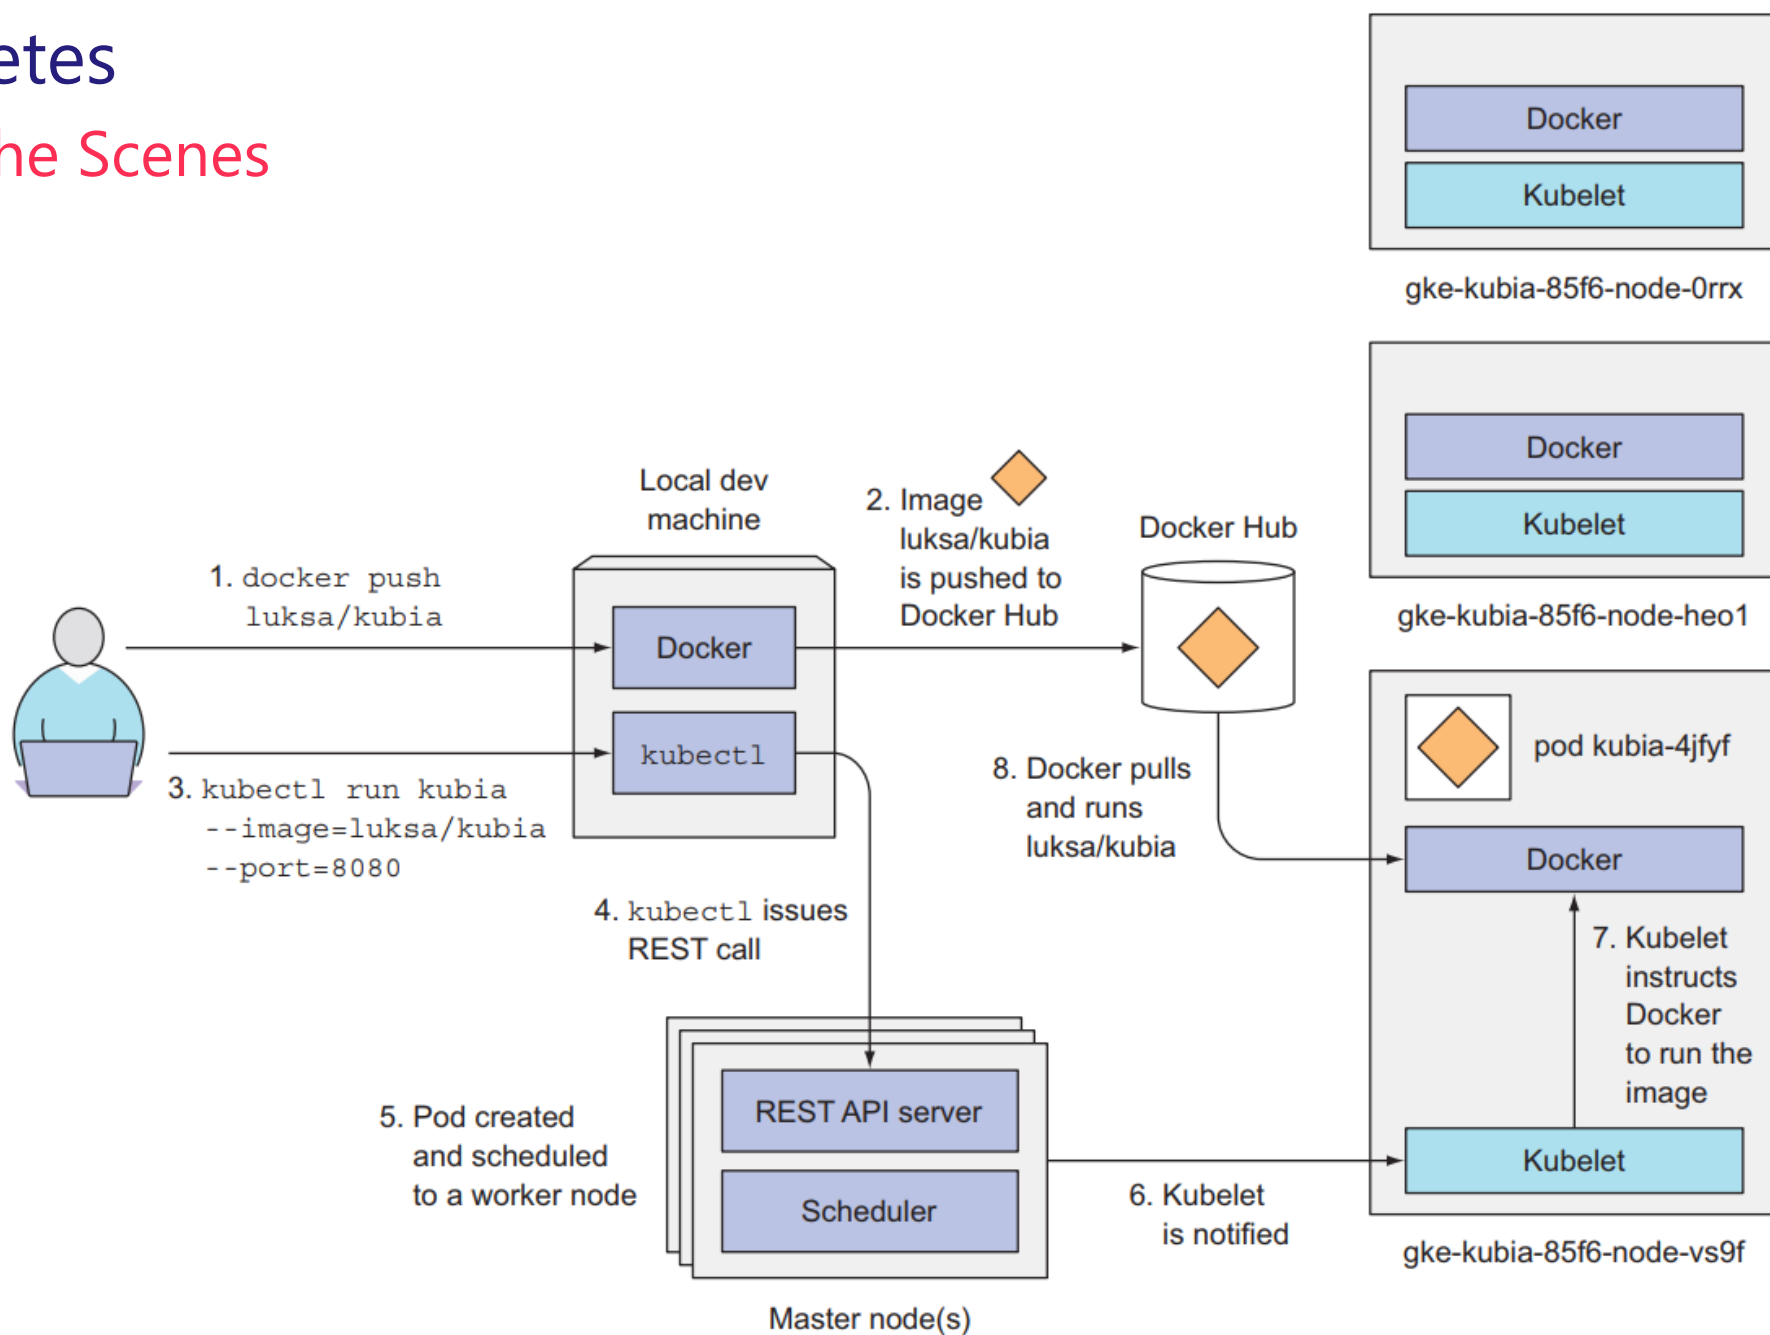 etes
he Scenes
Docker
Kubelet
gke-kubia-85f6-node-0rrx
Docker
Kubelet
gke-kubia-85f6-node-heo1
Local dev
machine
2. Image
luksa/kubia
is pushed to
Docker Hub
Docker Hub
1. docker push
luksa/kubia
Docker
kubectl
3. kubectl run kubia
--image=luksa/kubia
--port=8080
4. kubectl issues
REST call
8. Docker pulls
and runs
luksa/kubia
pod kubia-4jfyf
Docker
7. Kubelet
instructs
Docker
to run the
image
Kubelet
gke-kubia-85f6-node-vs9f
5. Pod created
and scheduled
to a worker node
REST API server
Scheduler
6. Kubelet
is notified
Master node(s)